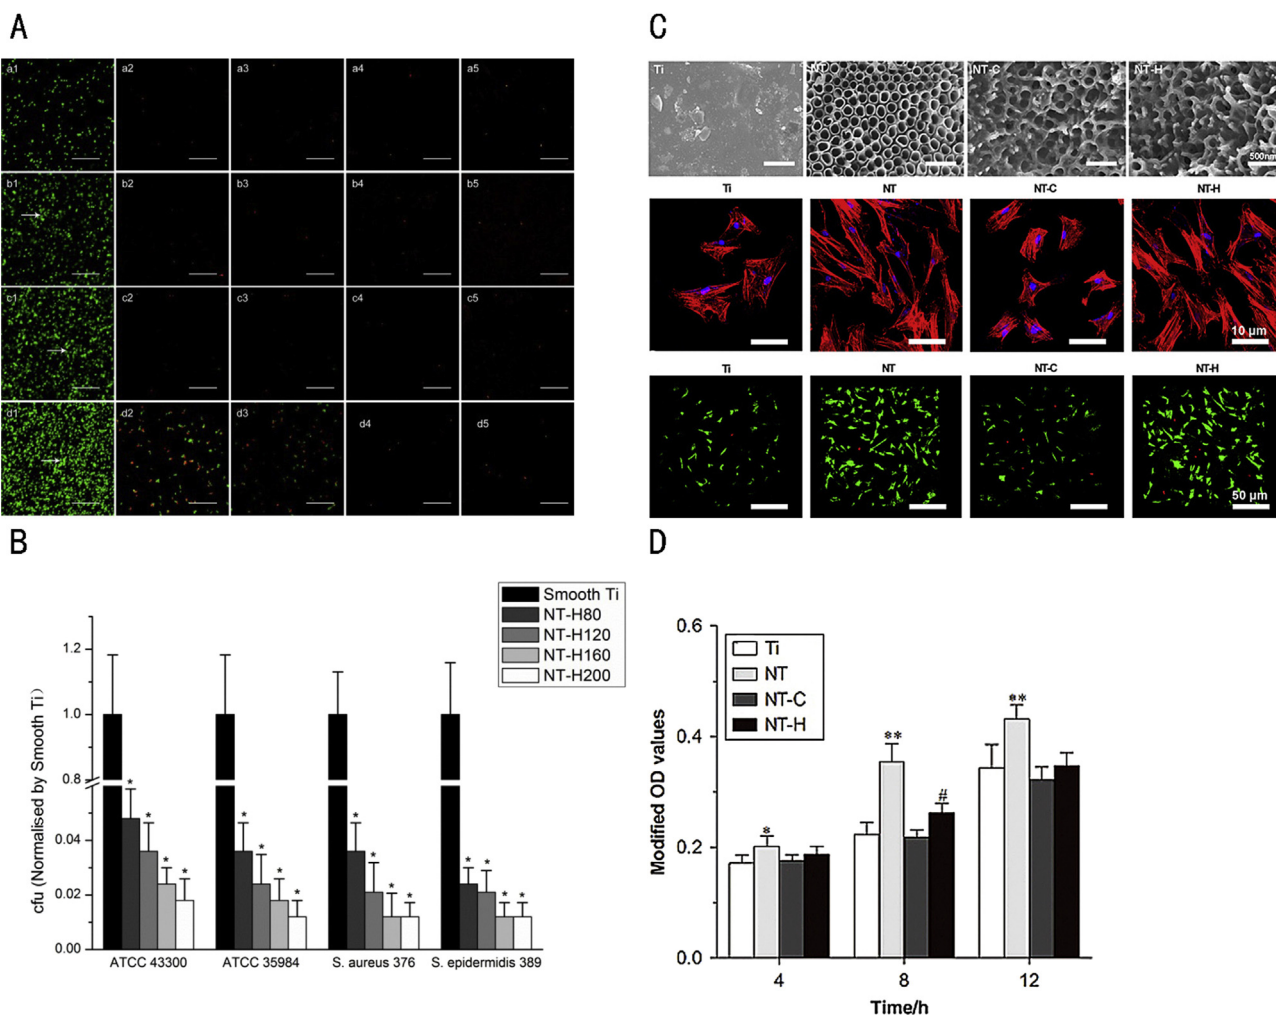 A
a1 a2 a3 a4 a5
b1 b2 b3 b4 b5
c1 c2 c3 c4 c5
d1 d2 d3 d4 d5
B
Smooth Ti
NT-H80
NT-H120
NT-H160
NT-H200
cfu (Normalised by Smooth Ti)
1.2
1.0
0.8
0.04
0.02
0.00
* * * * * * * * * * * * * * * *
ATCC 43300 ATCC 35984 S. aureus 376 S. epidermidis 389
C
Ti NT NT-C NT-H
500nm
Ti NT NT-C NT-H
10 µm
Ti NT NT-C NT-H
50 µm
D
Ti
NT
NT-C
NT-H
Modified OD values
0.6
0.4
0.2
0.0
* ** # **
4 8 12
Time/h